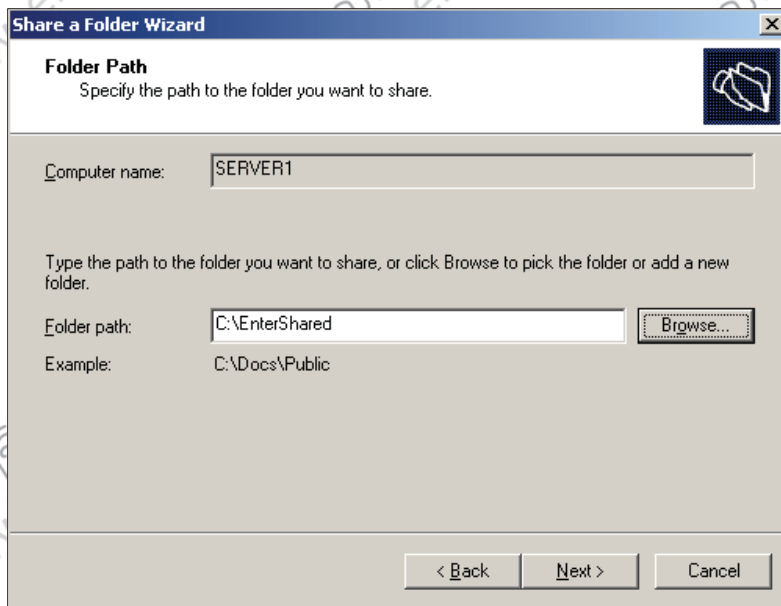 Share a Folder Wizard
Folder Path
Specify the path to the folder you want to share.
Computer name:
SERVER1
Type the path to the folder you want to share, or click Browse to pick the folder or add a new
folder.
Folder path:
C:\EnterShared
Browse...
Example:
C:\Docs\Public
< Back
Next >
Cancel